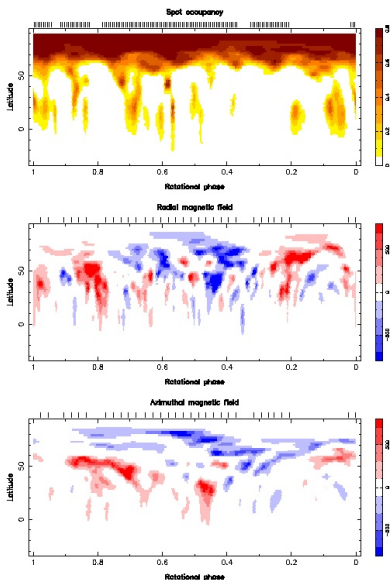 Spot occupancy
Latitude
50
0
1 0.8 0.6 0.4 0.2 0
Rotational phase
Radial magnetic field
Latitude
50
0
1 0.8 0.6 0.4 0.2 0
Rotational phase
Azimuthal magnetic field
Latitude
50
0
1 0.8 0.6 0.4 0.2 0
Rotational phase